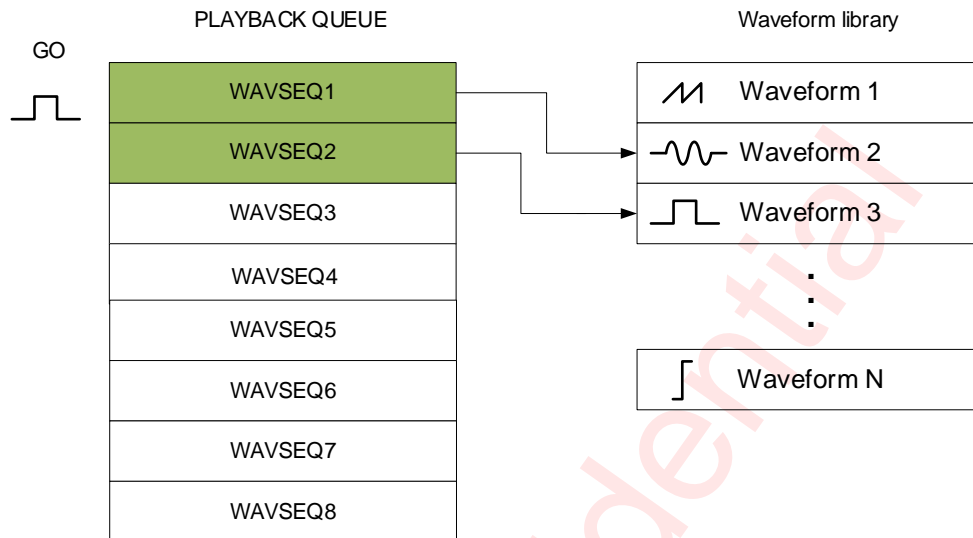 PLAYBACK QUEUE
Waveform library
GO
WAVSEQ1
WAVSEQ2
WAVSEQ3
WAVSEQ4
WAVSEQ5
WAVSEQ6
WAVSEQ7
WAVSEQ8
Waveform 1
Waveform 2
Waveform 3
Waveform N
dential